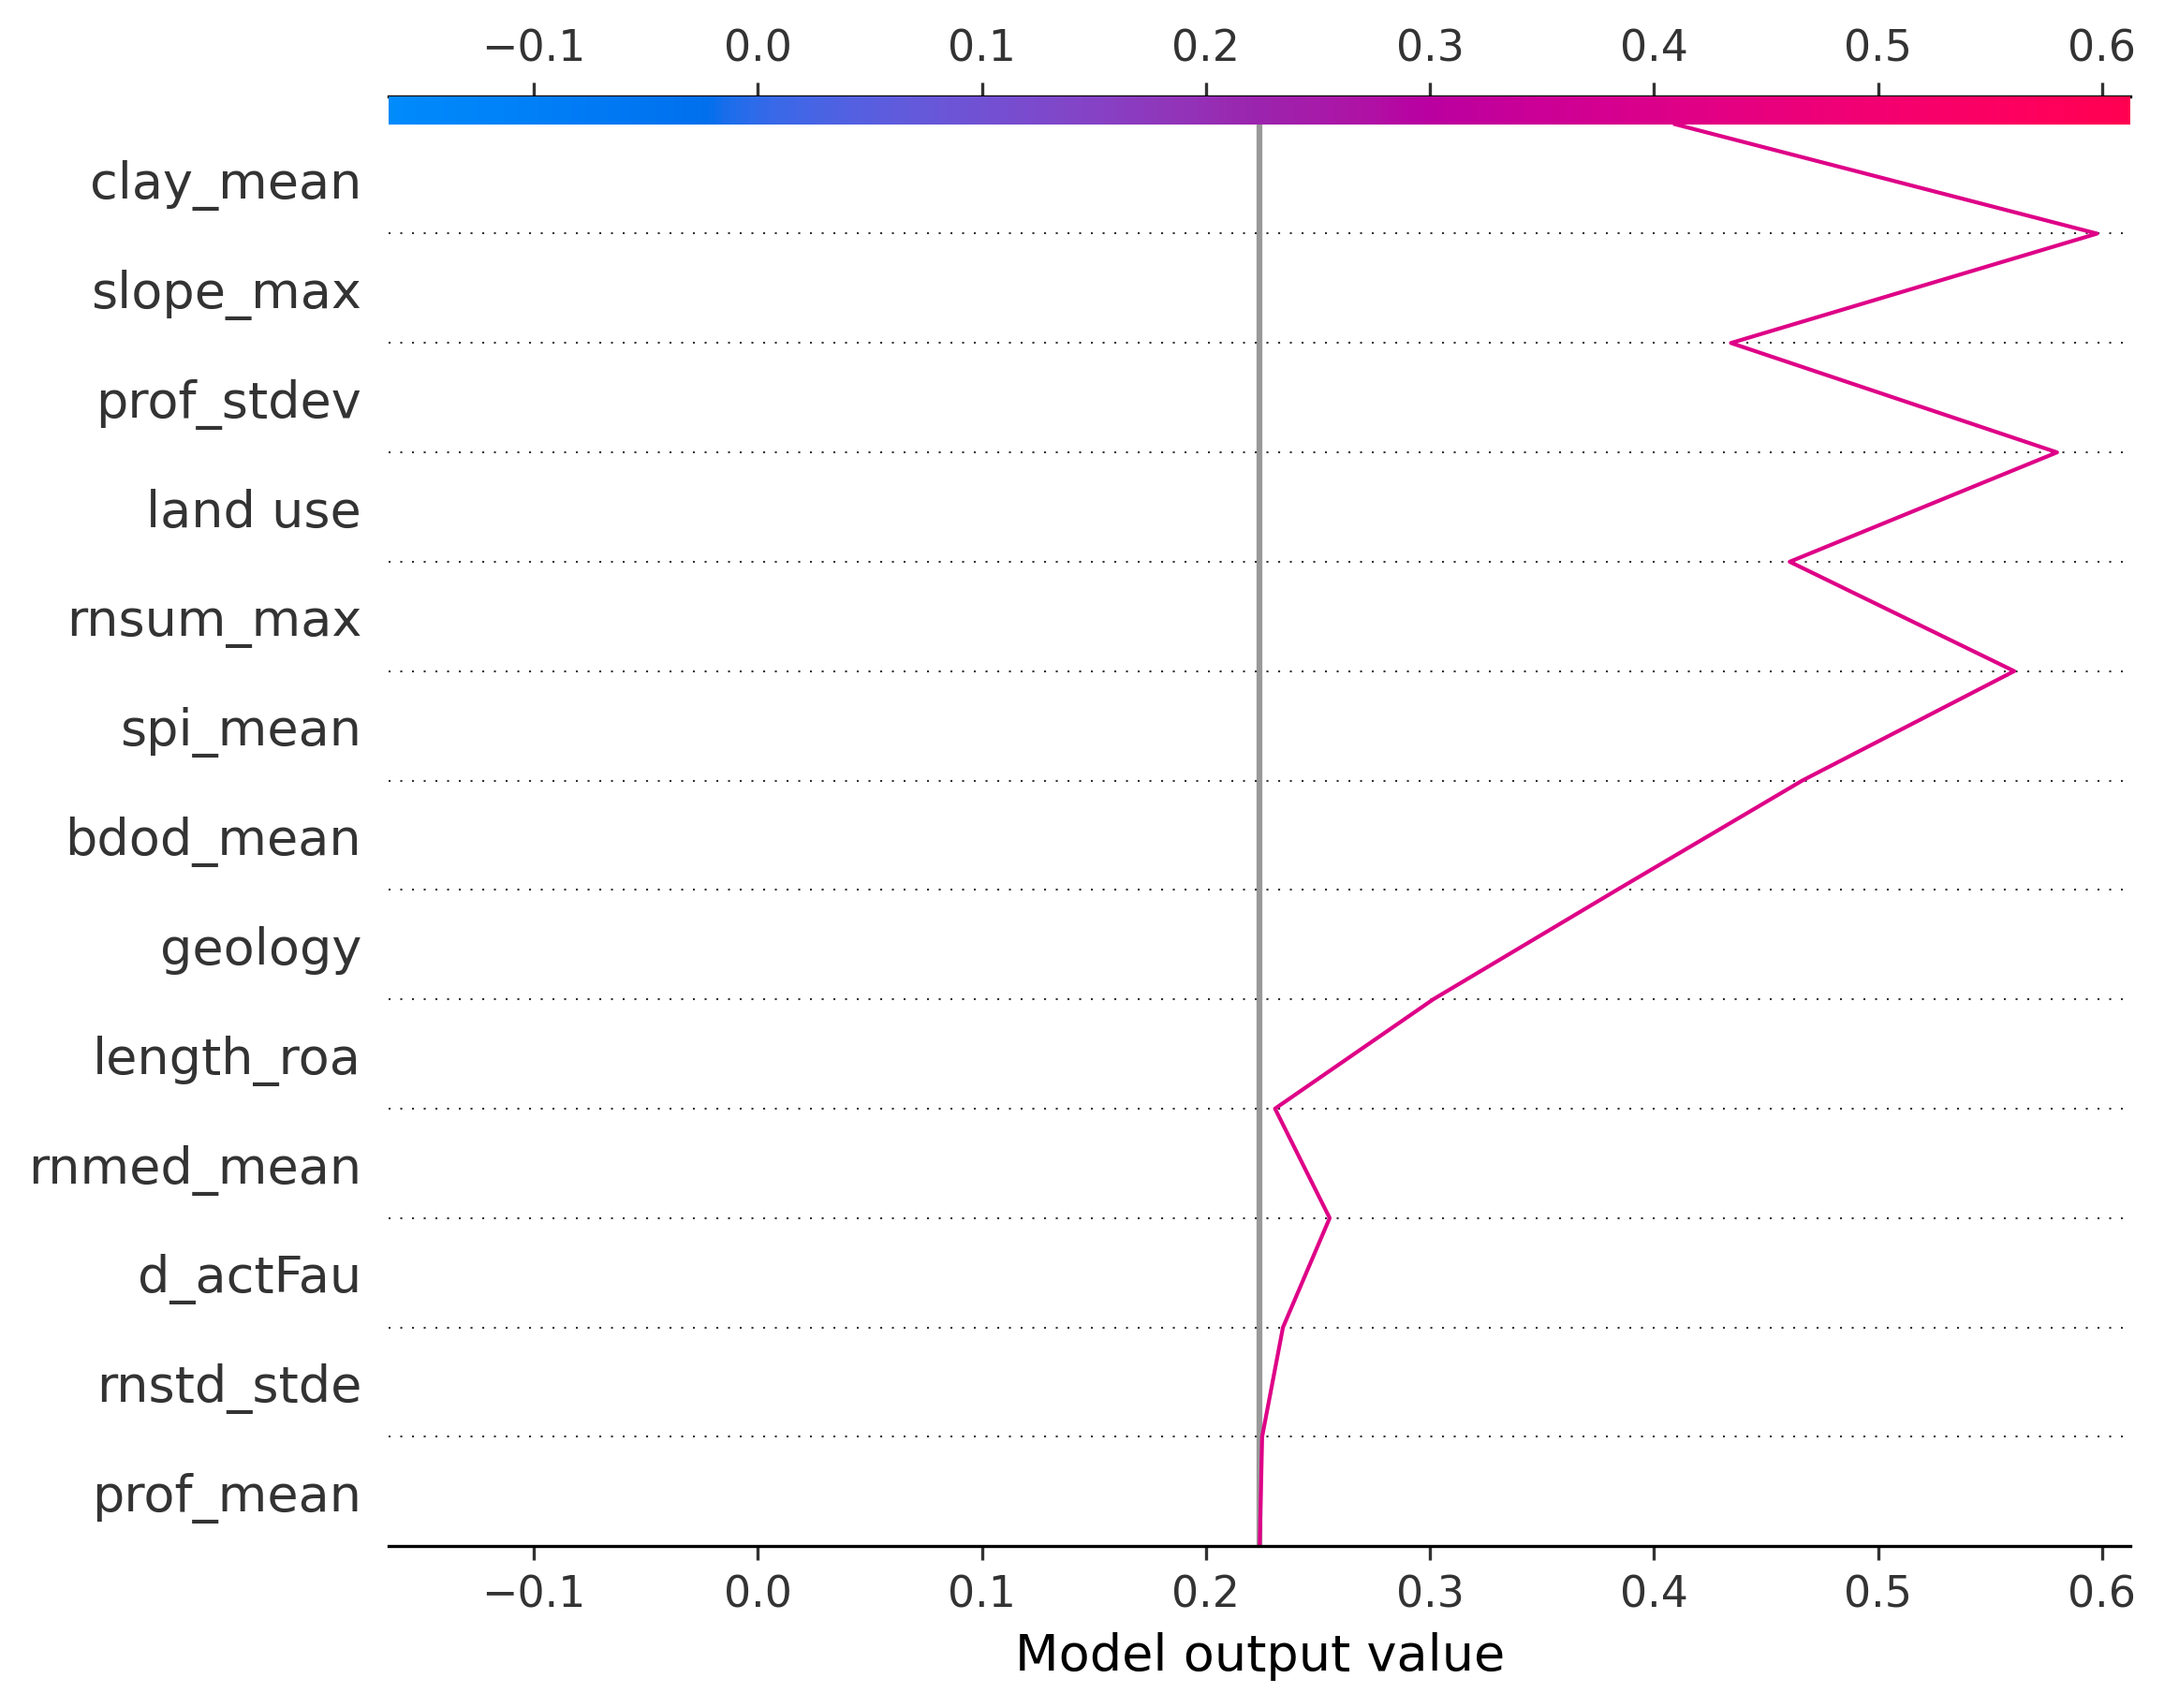 −0.1 0.0 0.1 0.2 0.3 0.4 0.5 0.6
clay_mean
slope_max
prof_stdev
land use
rnsum_max
spi_mean
bdod_mean
geology
length_roa
rnmed_mean
d_actFau
rnstd_stde
prof_mean
−0.1 0.0 0.1 0.2 0.3 0.4 0.5 0.6
Model output value